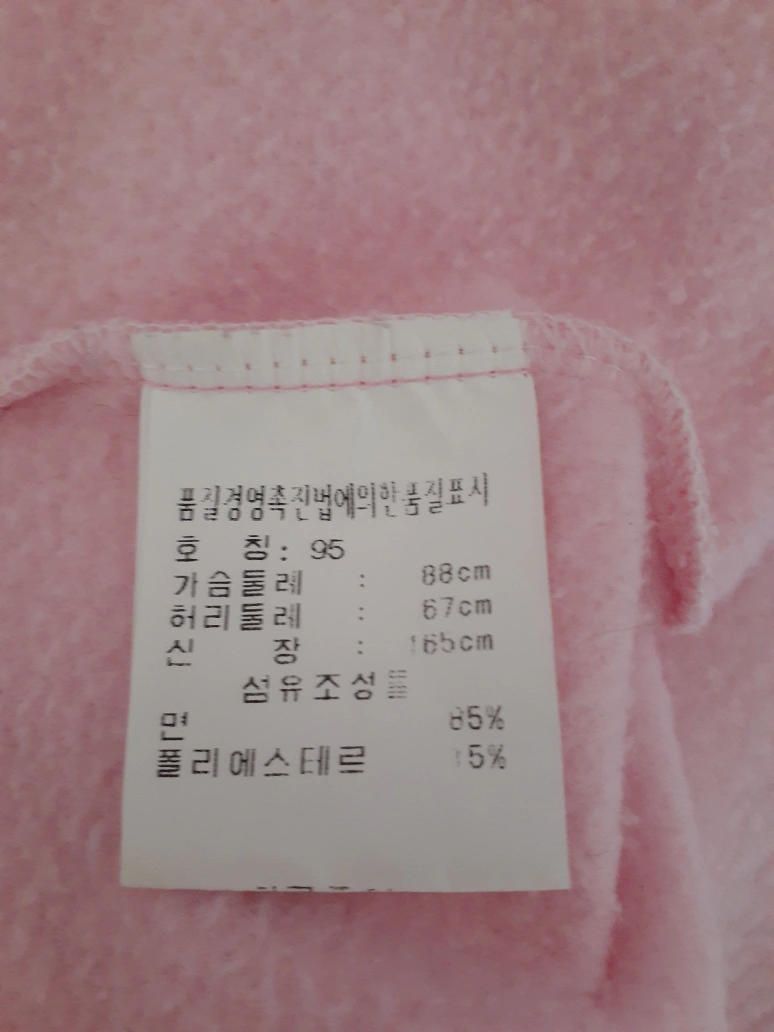 품질경영촉진법에의한품질표시
호 칭: 95
가슴둘레 : 88cm
허리둘레 : 67cm
신 장 : 165cm
섬유조성
면 85%
폴리에스테르 15%